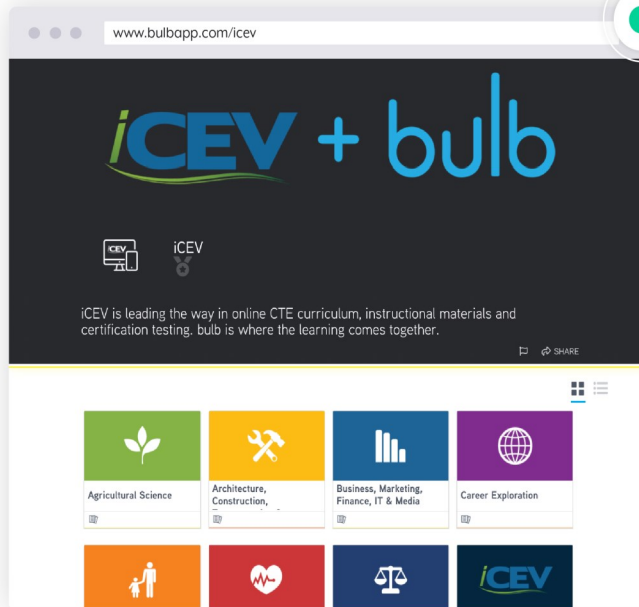 www.bulbapp.com/icev
iCEV + bulb
iCEV
iCEV
iCEV is leading the way in online CTE curriculum, instructional materials and
certification testing. bulb is where the learning comes together.
SHARE
Agricultural Science
Architecture,
Construction,
Business, Marketing,
Finance, IT & Media
Career Exploration
iCEV